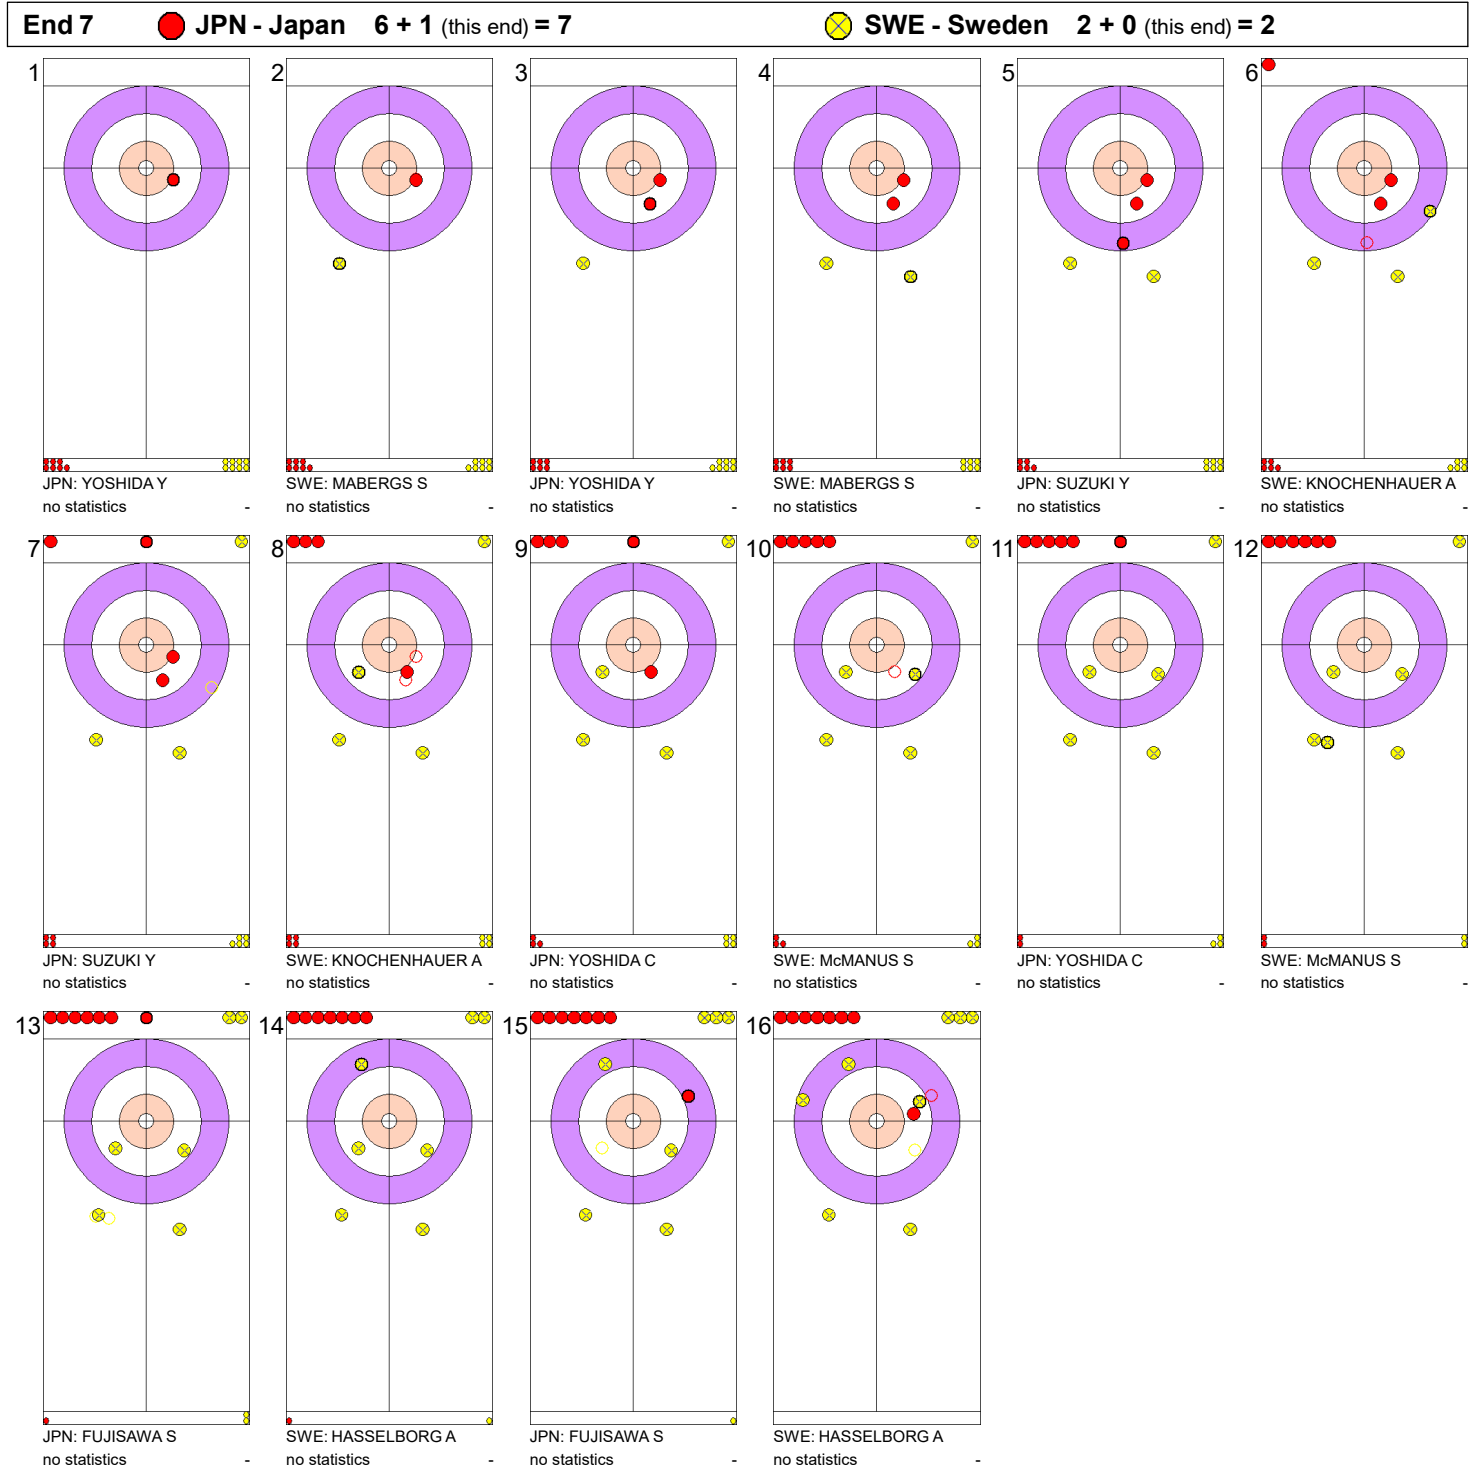 End 7 JPN - Japan 6 + 1 (this end) = 7 SWE - Sweden 2 + 0 (this end) = 2
1 2 3 4 5 6
JPN: YOSHIDA Y SWE: MABERGS S JPN: YOSHIDA Y SWE: MABERGS S JPN: SUZUKI Y SWE: KNOCHENHAUER A
no statistics - no statistics - no statistics - no statistics - no statistics - no statistics -
7 8 9 10 11 12
JPN: SUZUKI Y SWE: KNOCHENHAUER A JPN: YOSHIDA C SWE: McMANUS S JPN: YOSHIDA C SWE: McMANUS S
no statistics - no statistics - no statistics - no statistics - no statistics - no statistics -
13 14 15 16
JPN: FUJISAWA S SWE: HASSELBORG A JPN: FUJISAWA S SWE: HASSELBORG A
no statistics - no statistics - no statistics - no statistics -